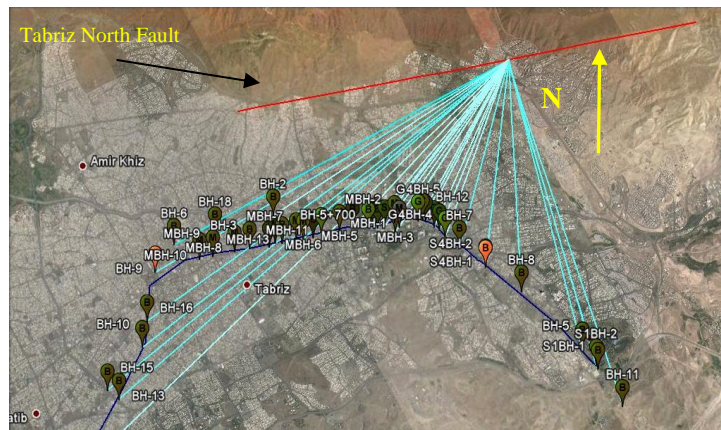 Tabriz North Fault
N
Amir Khiz
BH-2
BH-18
BH-6
BH-3
MBH-7
MBH-9
MBH-10
MBH-8
MBH-13
MBH-11
MBH-6
BH-5+700
MBH-5
MBH-2
MBH-1
MBH-3
G4BH-5
G4BH-4
BH-12
BH-7
S4BH-2
S4BH-1
BH-9
BH-8
Tabriz
BH-16
BH-10
BH-5
S1BH-2
S1BH-1
BH-15
BH-13
BH-11
atib